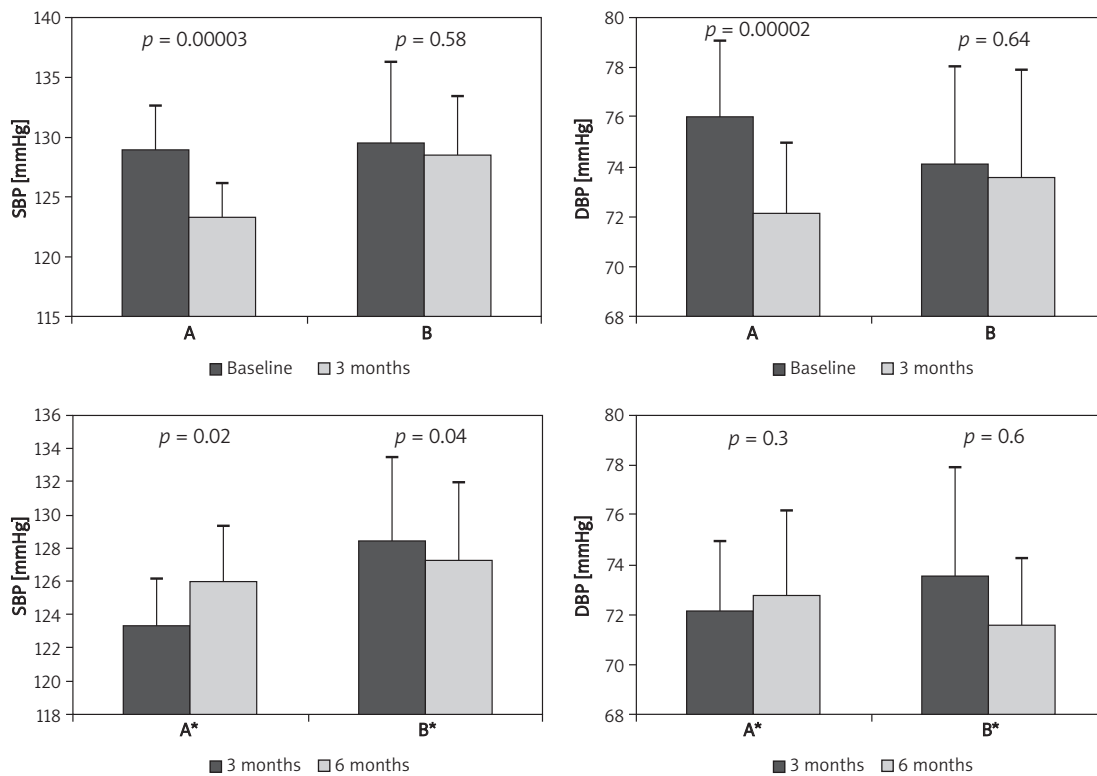 140
135
130
125
120
115
SBP [mmHg]
p = 0.00003
p = 0.58
A
B
Baseline 3 months
80
78
76
74
72
70
68
DBP [mmHg]
p = 0.00002
p = 0.64
A
B
Baseline 3 months
136
134
132
130
128
126
124
122
120
118
SBP [mmHg]
p = 0.02
p = 0.04
A*
B*
3 months 6 months
80
78
76
74
72
70
68
DBP [mmHg]
p = 0.3
p = 0.6
A*
B*
3 months 6 months